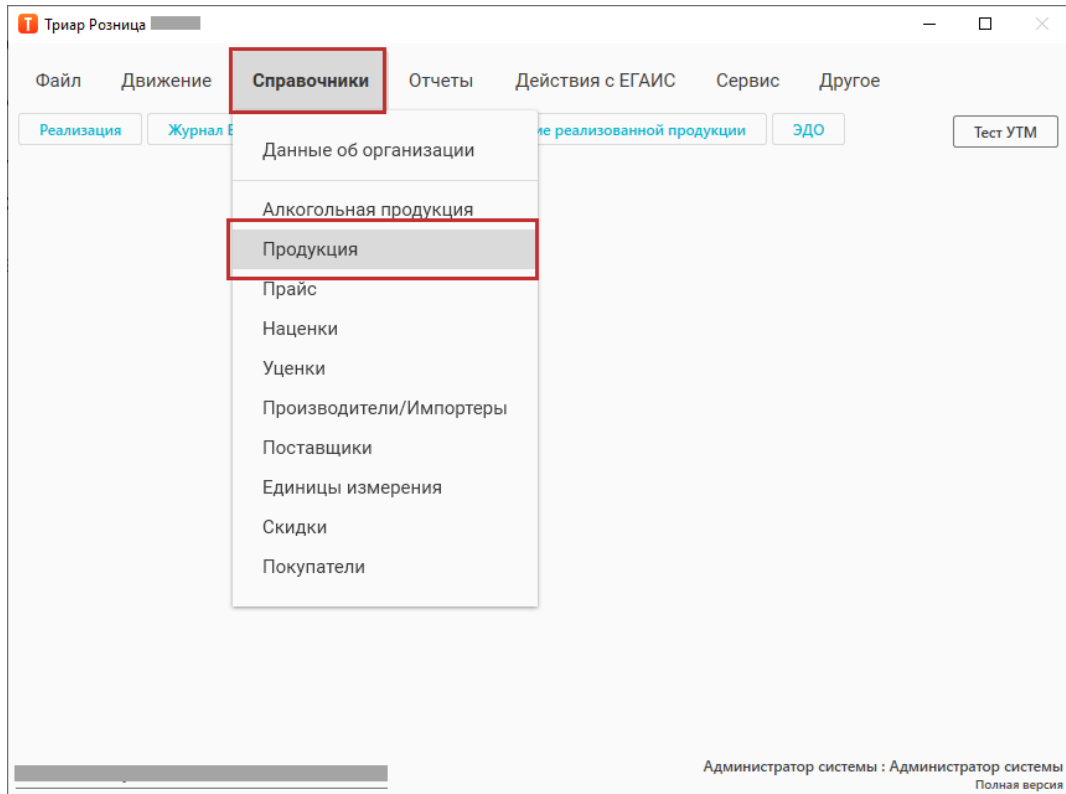 Триар Розница
Файл Движение Справочники Отчеты Действия с ЕГАИС Сервис Другое
Реализация Журнал реализованной продукции ЭДО Тест УТМ
Данные об организации
Алкогольная продукция
Продукция
Прайс
Наценки
Уценки
Производители/Импортеры
Поставщики
Единицы измерения
Скидки
Покупатели
Администратор системы : Администратор системы
Полная версия